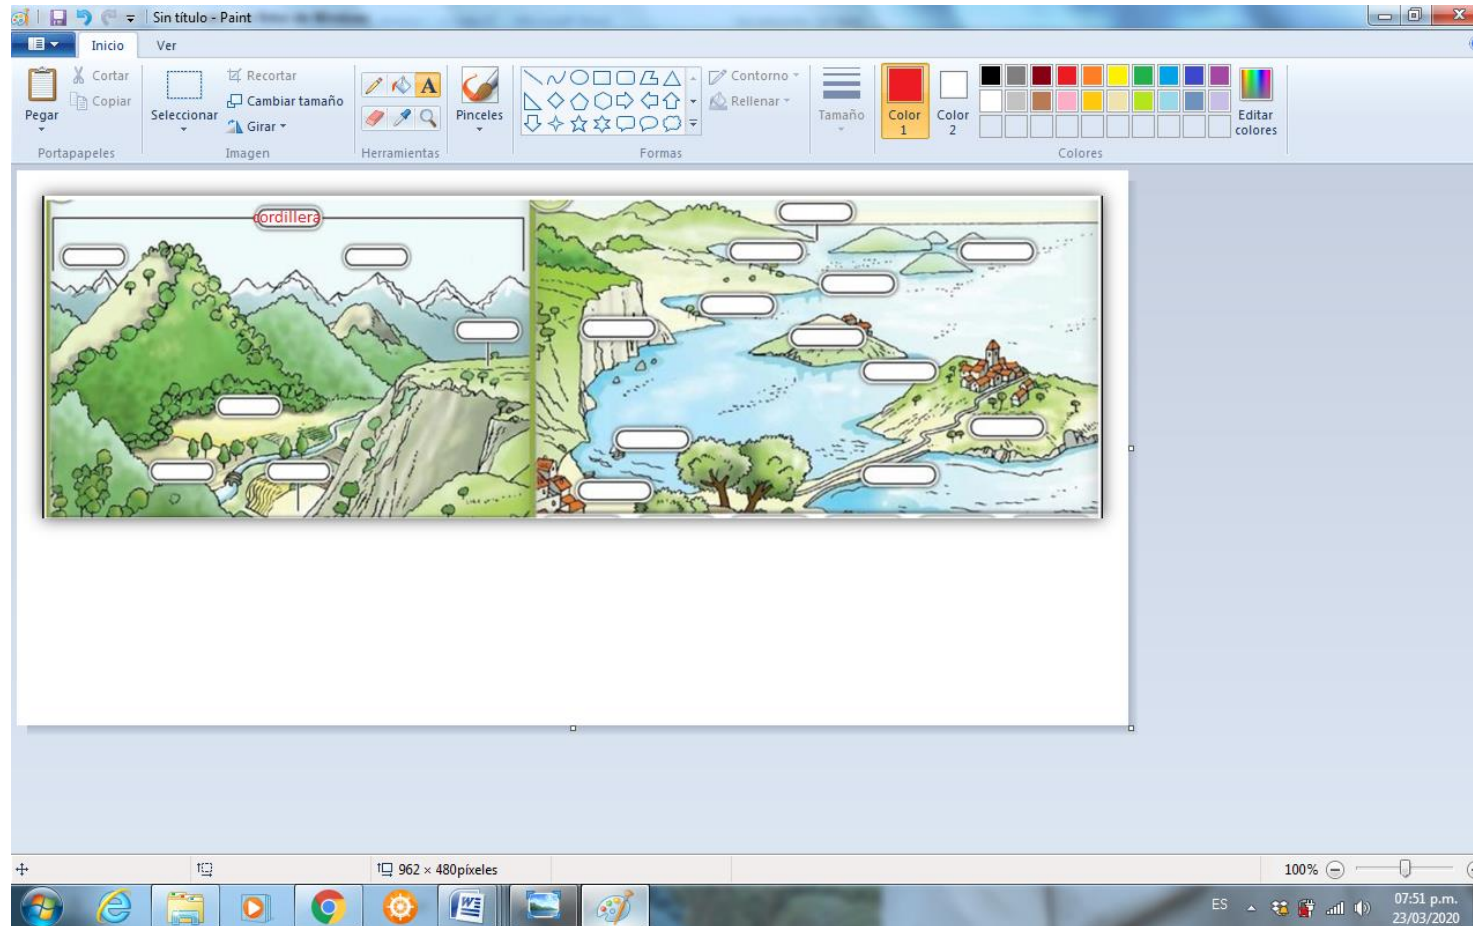 Sin título - Paint
Inicio Ver
Pegar
Cortar
Copiar
Portapapeles
Seleccionar
Recortar
Cambiar tamaño
Girar
Imagen
A
Herramientas
Pinceles
Contorno
Rellenar
Formas
Tamaño
Color 1
Color 2
Editar colores
Colores
cordillera
962 × 480píxeles
100%
ES
07:51 p.m.
23/03/2020